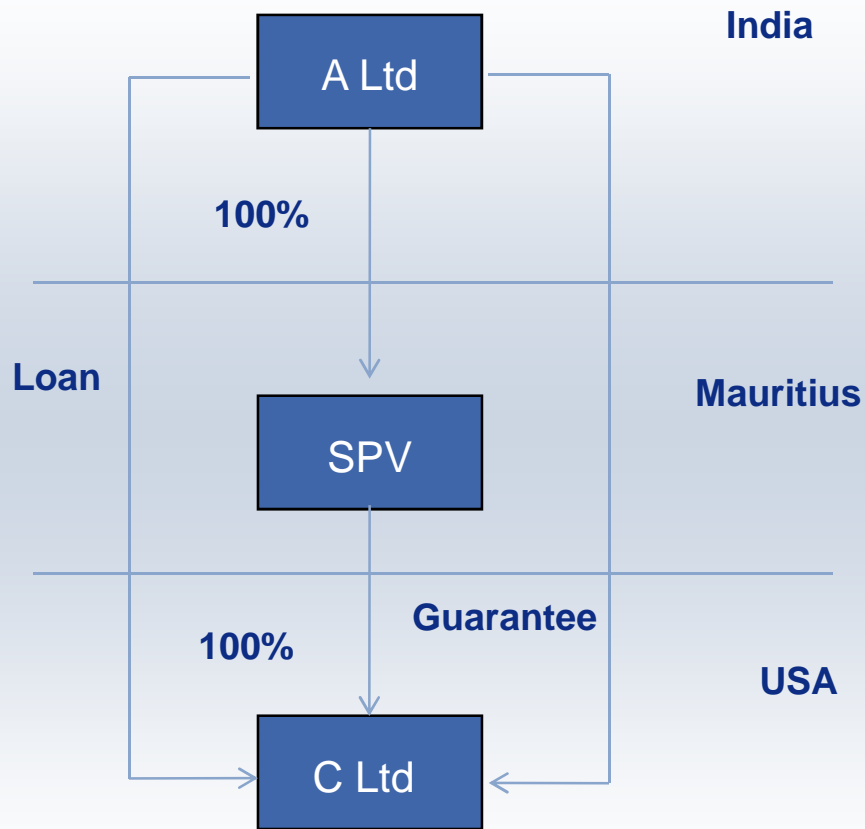 India
A Ltd
100%
Loan
Mauritius
SPV
Guarantee
100%
USA
C Ltd